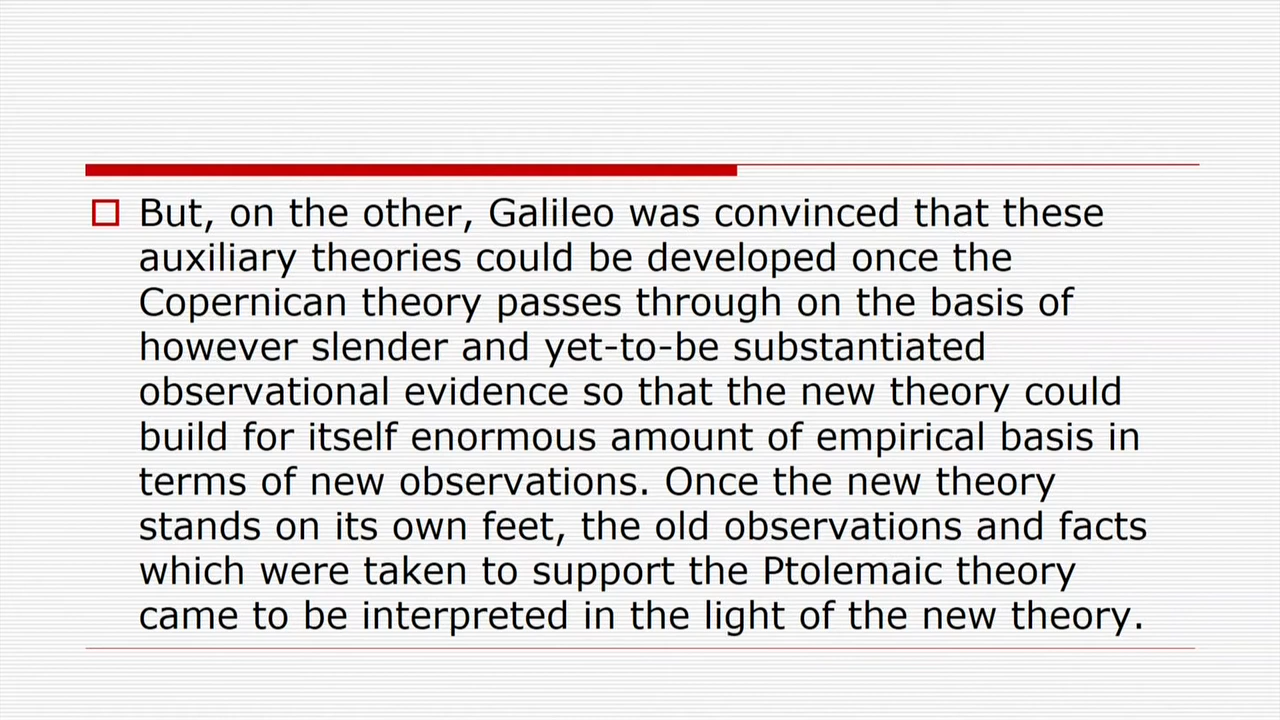 But, on the other, Galileo was convinced that these
auxiliary theories could be developed once the
Copernican theory passes through on the basis of
however slender and yet-to-be substantiated
observational evidence so that the new theory could
build for itself enormous amount of empirical basis in
terms of new observations. Once the new theory
stands on its own feet, the old observations and facts
which were taken to support the Ptolemaic theory
came to be interpreted in the light of the new theory.